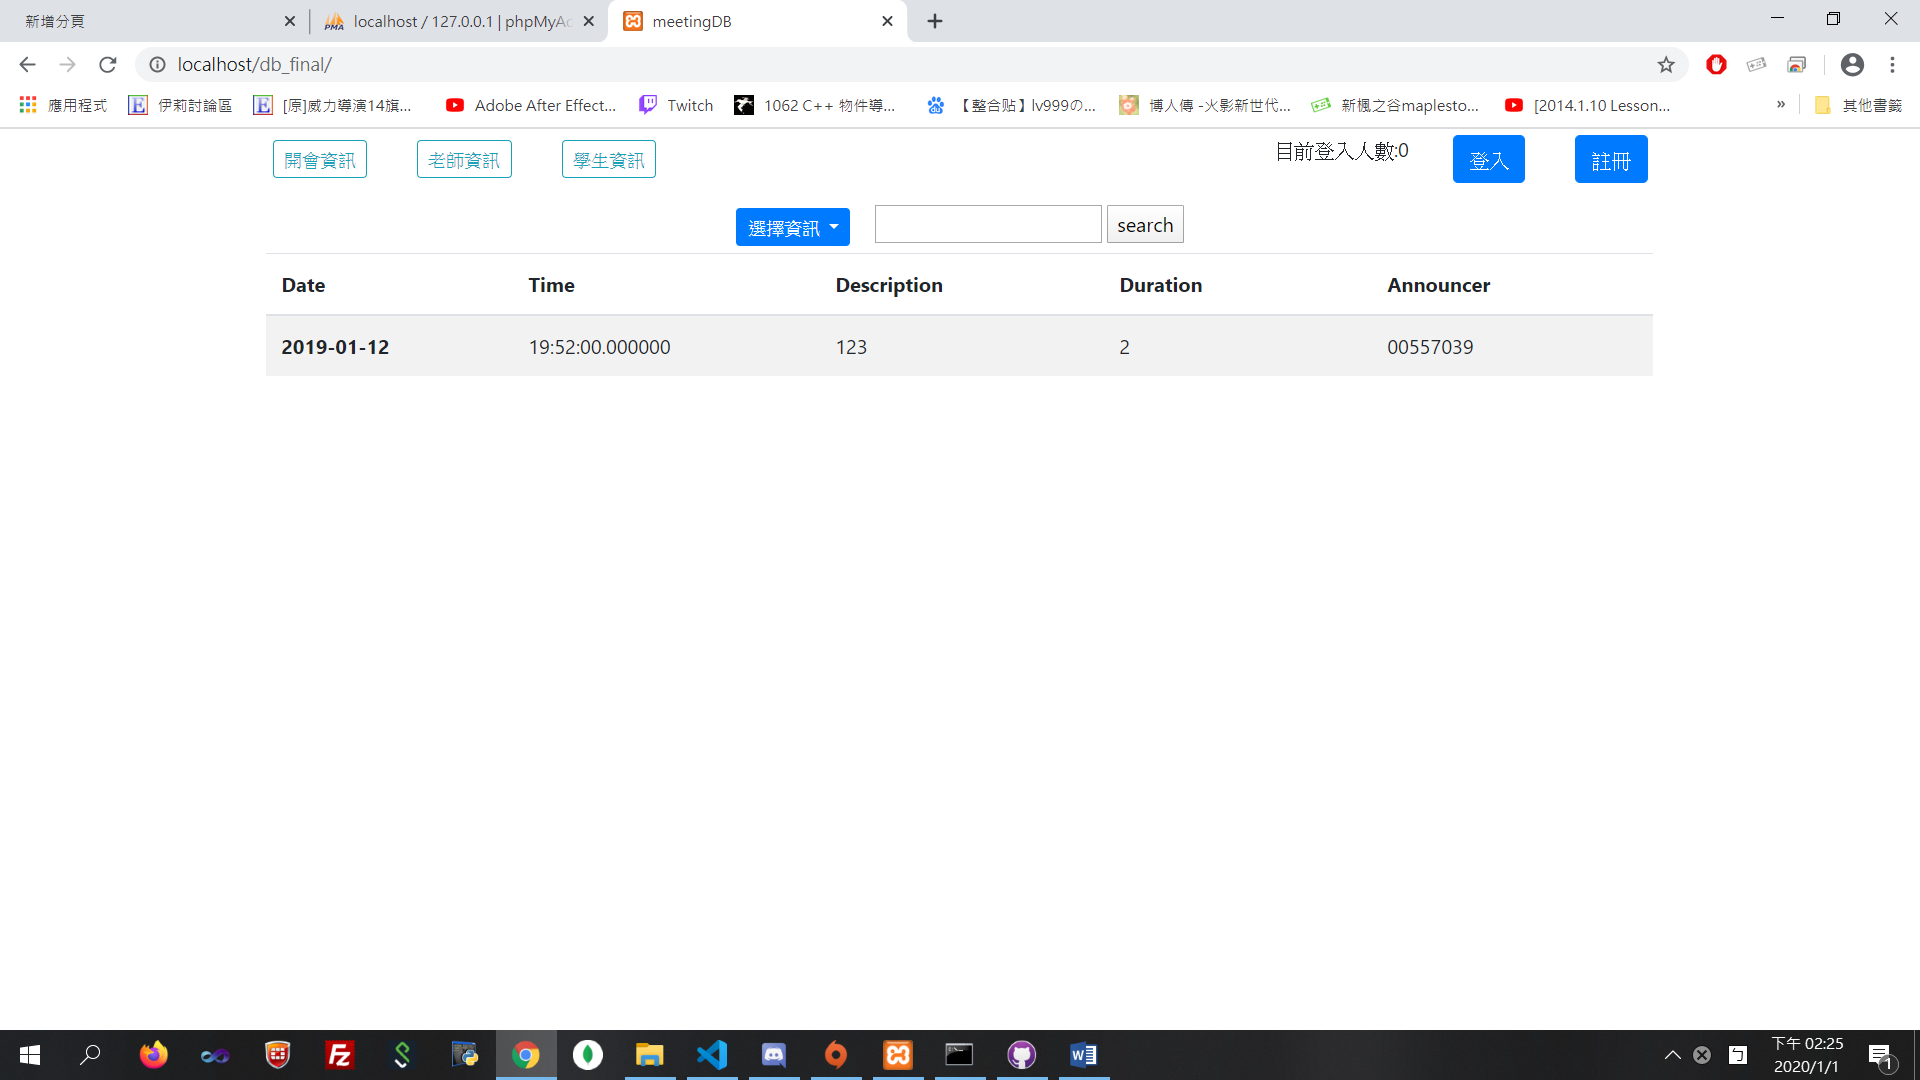 新增分頁
localhost / 127.0.0.1 | phpMyAc
meetingDB
localhost/db_final/
應用程式
伊莉討論區
[原]威力導演14旗...
Adobe After Effect...
Twitch
1062 C++ 物件導...
【整合貼】lv999の...
博人傳 -火影新世代...
新楓之谷maplesto...
[2014.1.10 Lesson...
»
其他書籤
開會資訊
老師資訊
學生資訊
目前登入人數:0
登入
註冊
選擇資訊
search
Date Time Description Duration Announcer
2019-01-12 19:52:00.000000 123 2 00557039
下午 02:25
2020/1/1
1